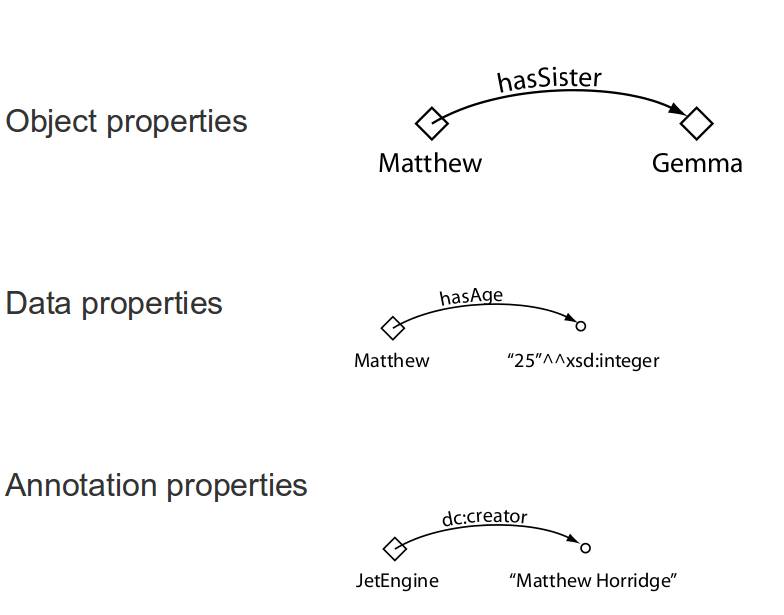 hasSister
Object properties
Matthew
Gemma
hasAge
Data properties
Matthew
“25”^^xsd:integer
Annotation properties
dc:creator
JetEngine
“Matthew Horridge”